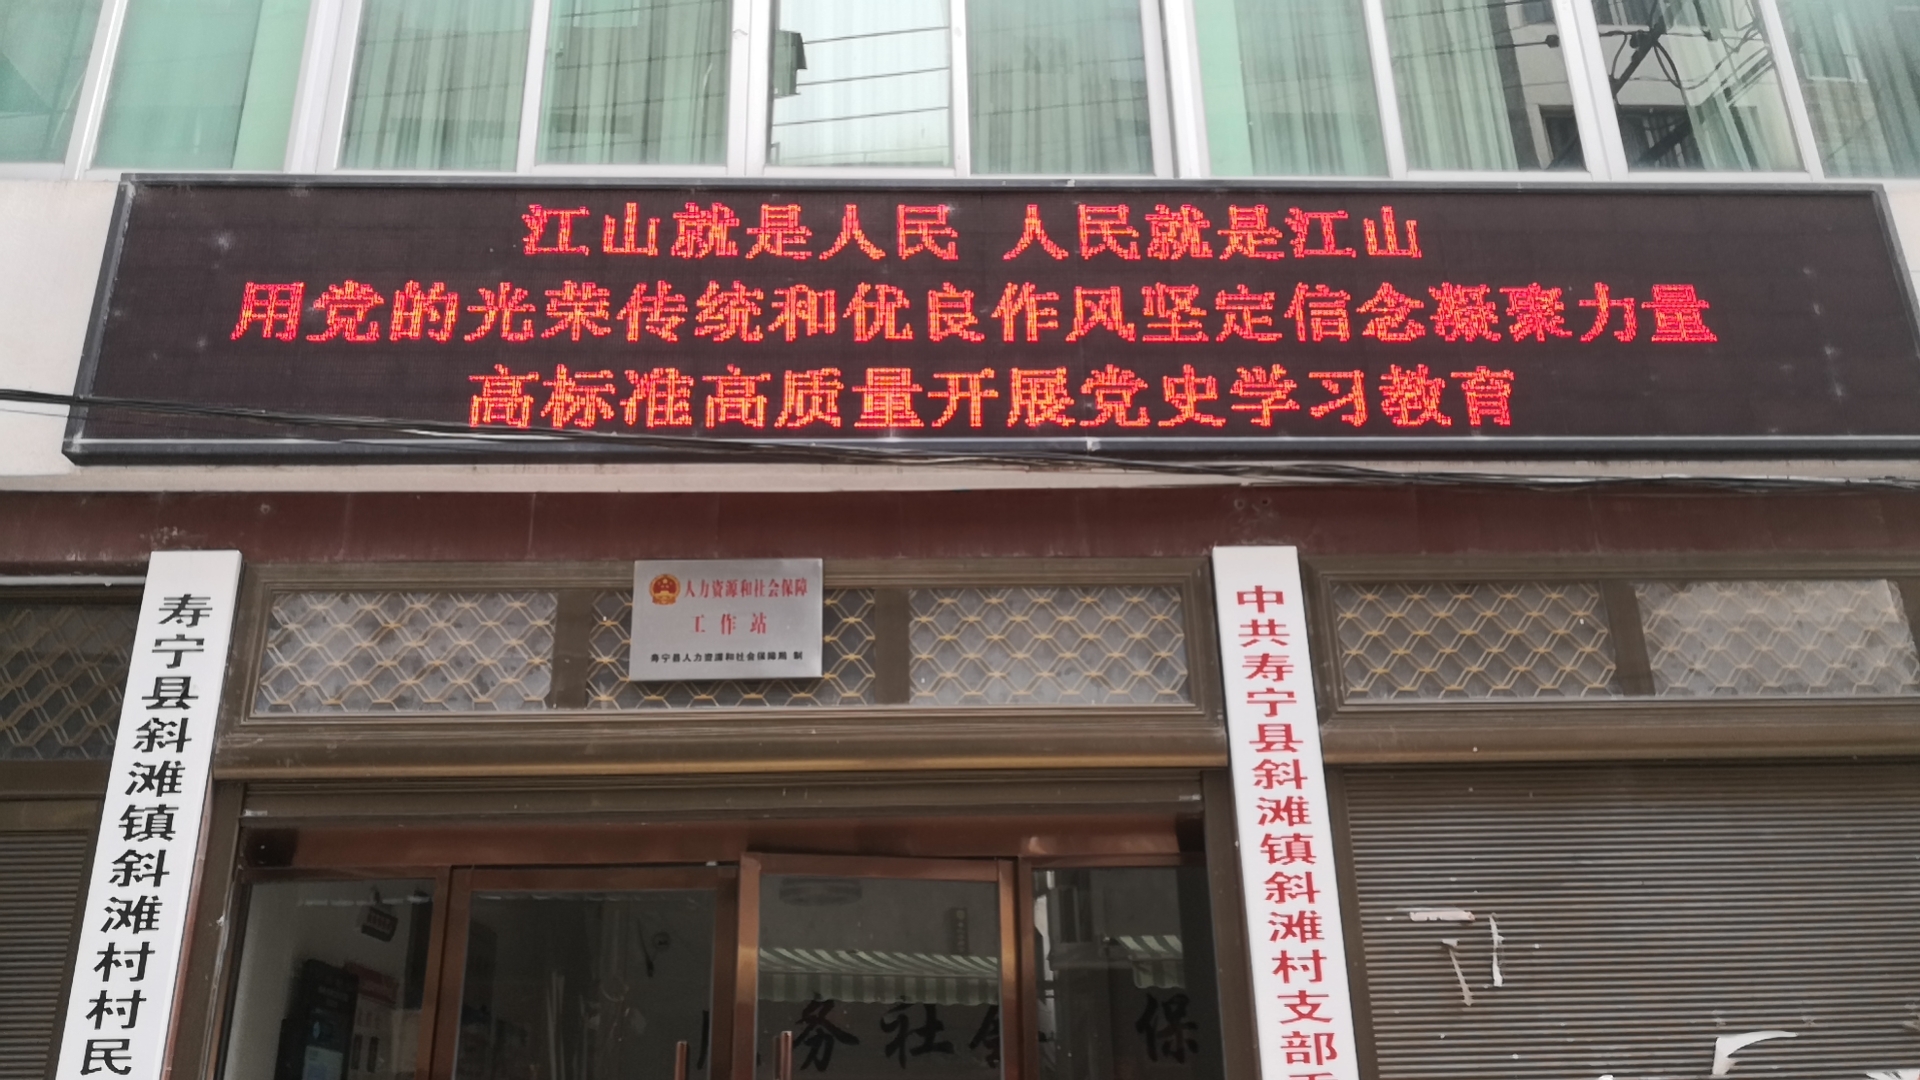 江山就是人民 人民就是江山
用党的光荣传统和优良作风坚定信念凝聚力量
高标准高质量开展党史学习教育
人力资源和社会保障
工作站
寿宁县人力资源和社会保障局 制
寿宁县斜滩镇斜滩村村民
中共寿宁县斜滩镇斜滩村支部
务社会 保